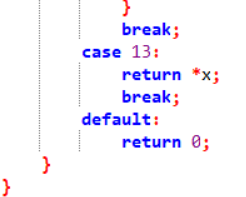 }
break;
case 13:
return *x;
break;
default:
return 0;
}
}